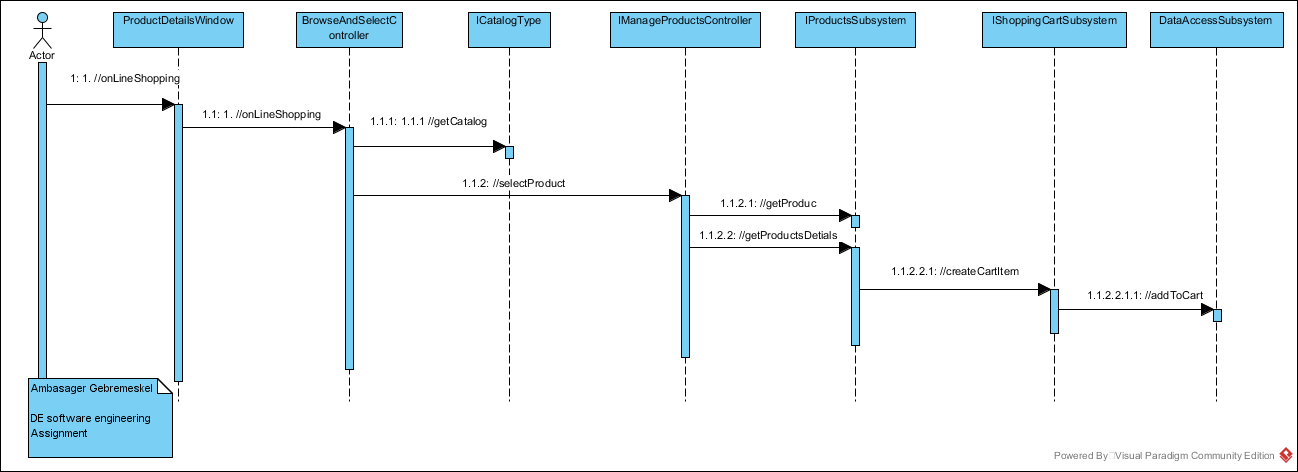 ProductDetailsWindow
BrowseAndSelectC
ontroller
ICatalogType
IManageProductsController
IProductsSubsystem
IShoppingCartSubsystem
DataAccessSubsystem
Actor
1: 1. //onLineShopping
1.1: 1. //onLineShopping
1.1.1: 1.1.1 //getCatalog
1.1.2: //selectProduct
1.1.2.1: //getProduc
1.1.2.2: //getProductsDetials
1.1.2.2.1: //createCartItem
1.1.2.2.1.1: //addToCart
Ambasager Gebremeskel
DE software engineering
Assignment
Powered By Visual Paradigm Community Edition